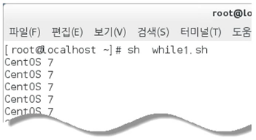 root@lo
파일(F) 편집(E) 보기(V) 검색(S) 터미널(T) 도움
[root@localhost ~]# sh while1.sh
CentOS 7
CentOS 7
CentOS 7
CentOS 7
CentOS 7